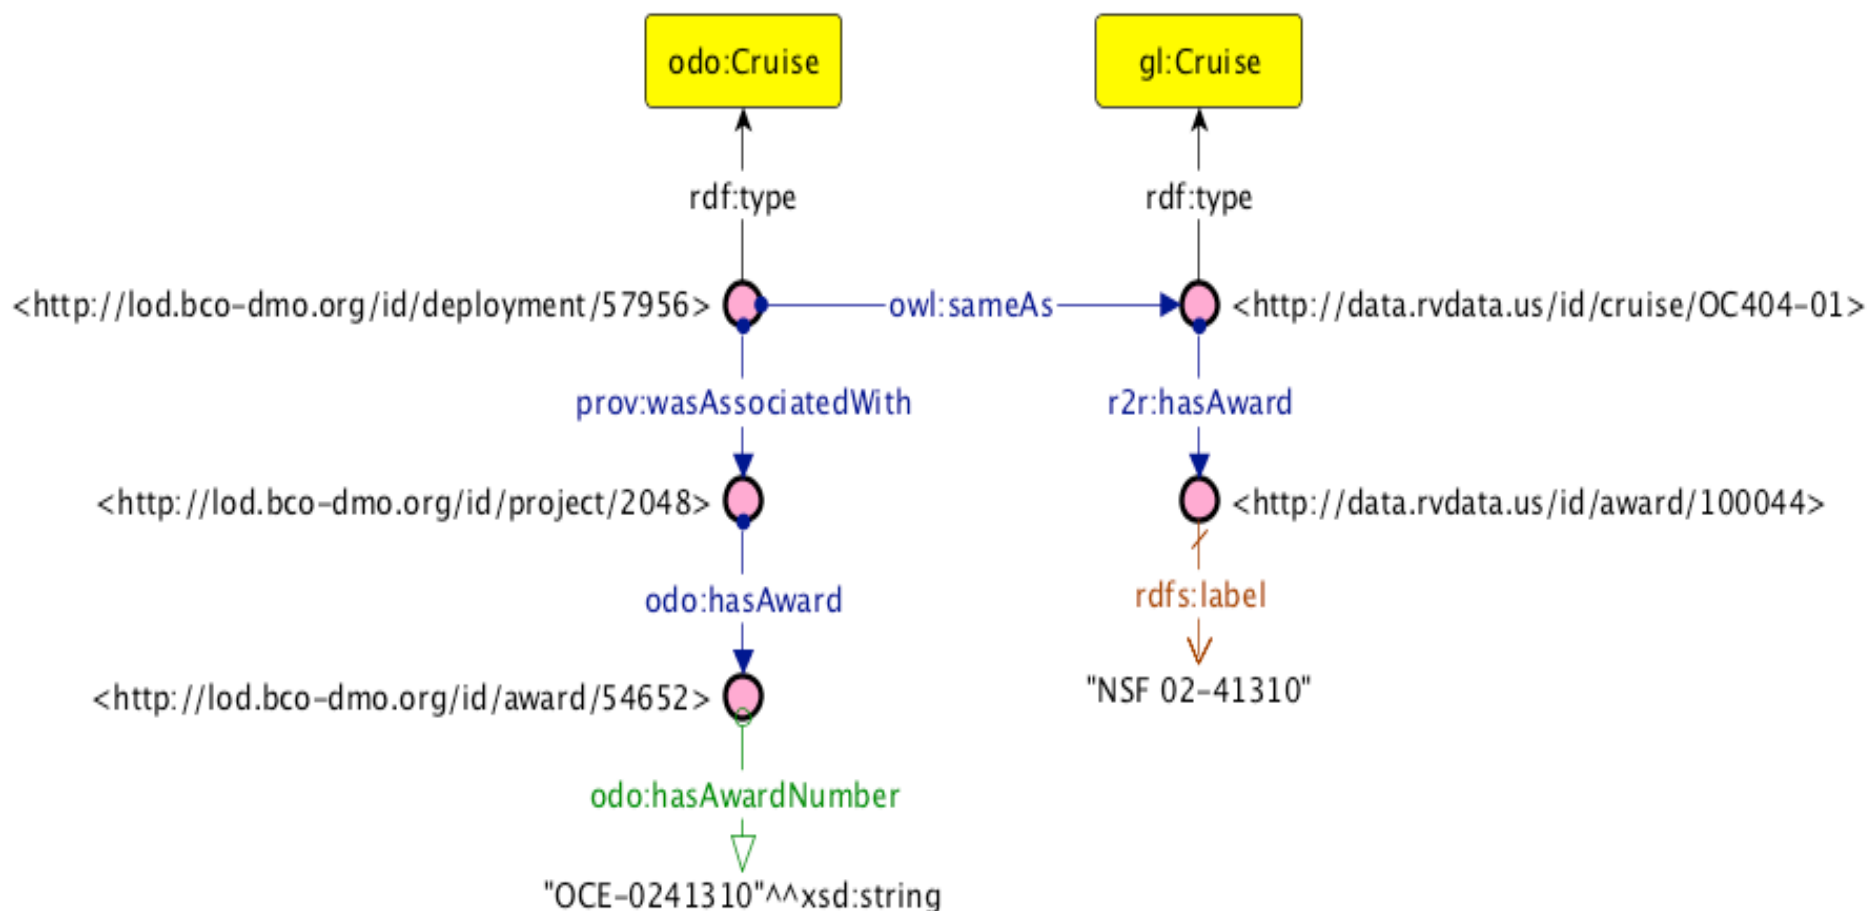 odo:Cruise
gl:Cruise
rdf:type
rdf:type
<http://lod.bco-dmo.org/id/deployment/57956>
owl:sameAs
<http://data.rvdata.us/id/cruise/OC404-01>
prov:wasAssociatedWith
r2r:hasAward
<http://lod.bco-dmo.org/id/project/2048>
<http://data.rvdata.us/id/award/100044>
odo:hasAward
rdfs:label
<http://lod.bco-dmo.org/id/award/54652>
"NSF 02-41310"
odo:hasAwardNumber
"OCE-0241310"^^xsd:string